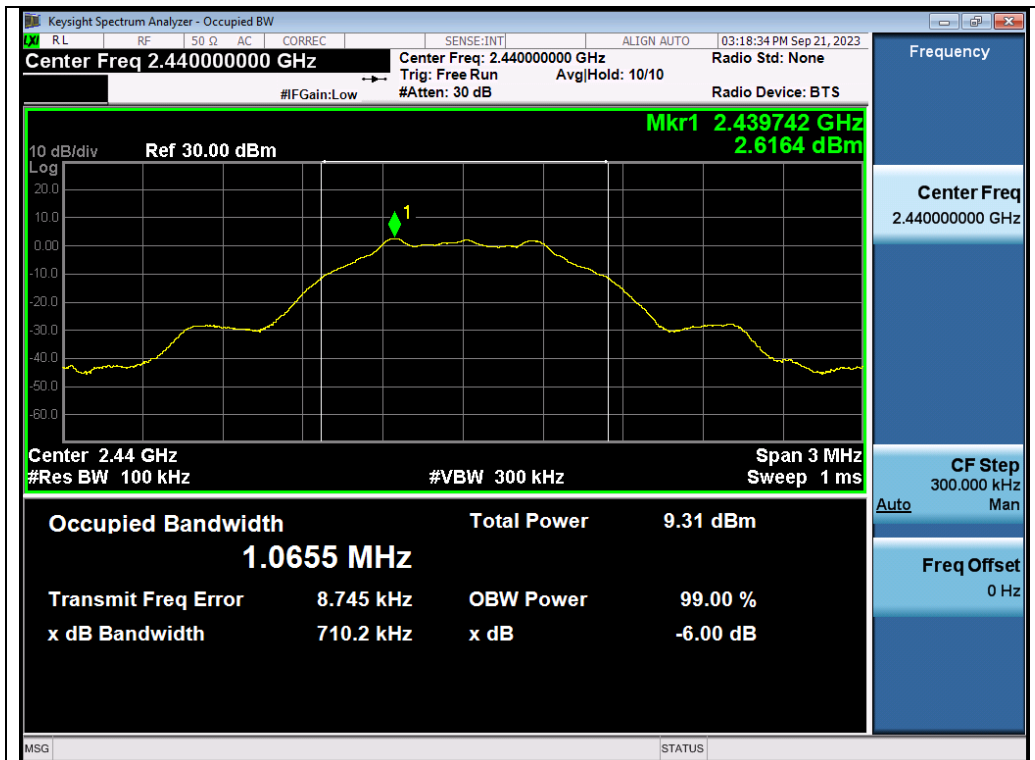 Keysight Spectrum Analyzer - Occupied BW
LXI RL RF 50 Ω AC CORREC SENSE:INT ALIGN AUTO 03:18:34 PM Sep 21, 2023
Center Freq 2.440000000 GHz
Center Freq: 2.440000000 GHz Radio Std: None
Trig: Free Run Avg|Hold: 10/10
#IFGain:Low #Atten: 30 dB Radio Device: BTS
Mkr1 2.439742 GHz
2.6164 dBm
10 dB/div Ref 30.00 dBm
Log
20.0
10.0
0.00
-10.0
-20.0
-30.0
-40.0
-50.0
-60.0
1
Center 2.44 GHz Span 3 MHz
#Res BW 100 kHz #VBW 300 kHz Sweep 1 ms
Occupied Bandwidth Total Power 9.31 dBm
1.0655 MHz
Transmit Freq Error 8.745 kHz OBW Power 99.00 %
x dB Bandwidth 710.2 kHz x dB -6.00 dB
Frequency
Center Freq
2.440000000 GHz
CF Step
300.000 kHz
Auto Man
Freq Offset
0 Hz
MSG STATUS